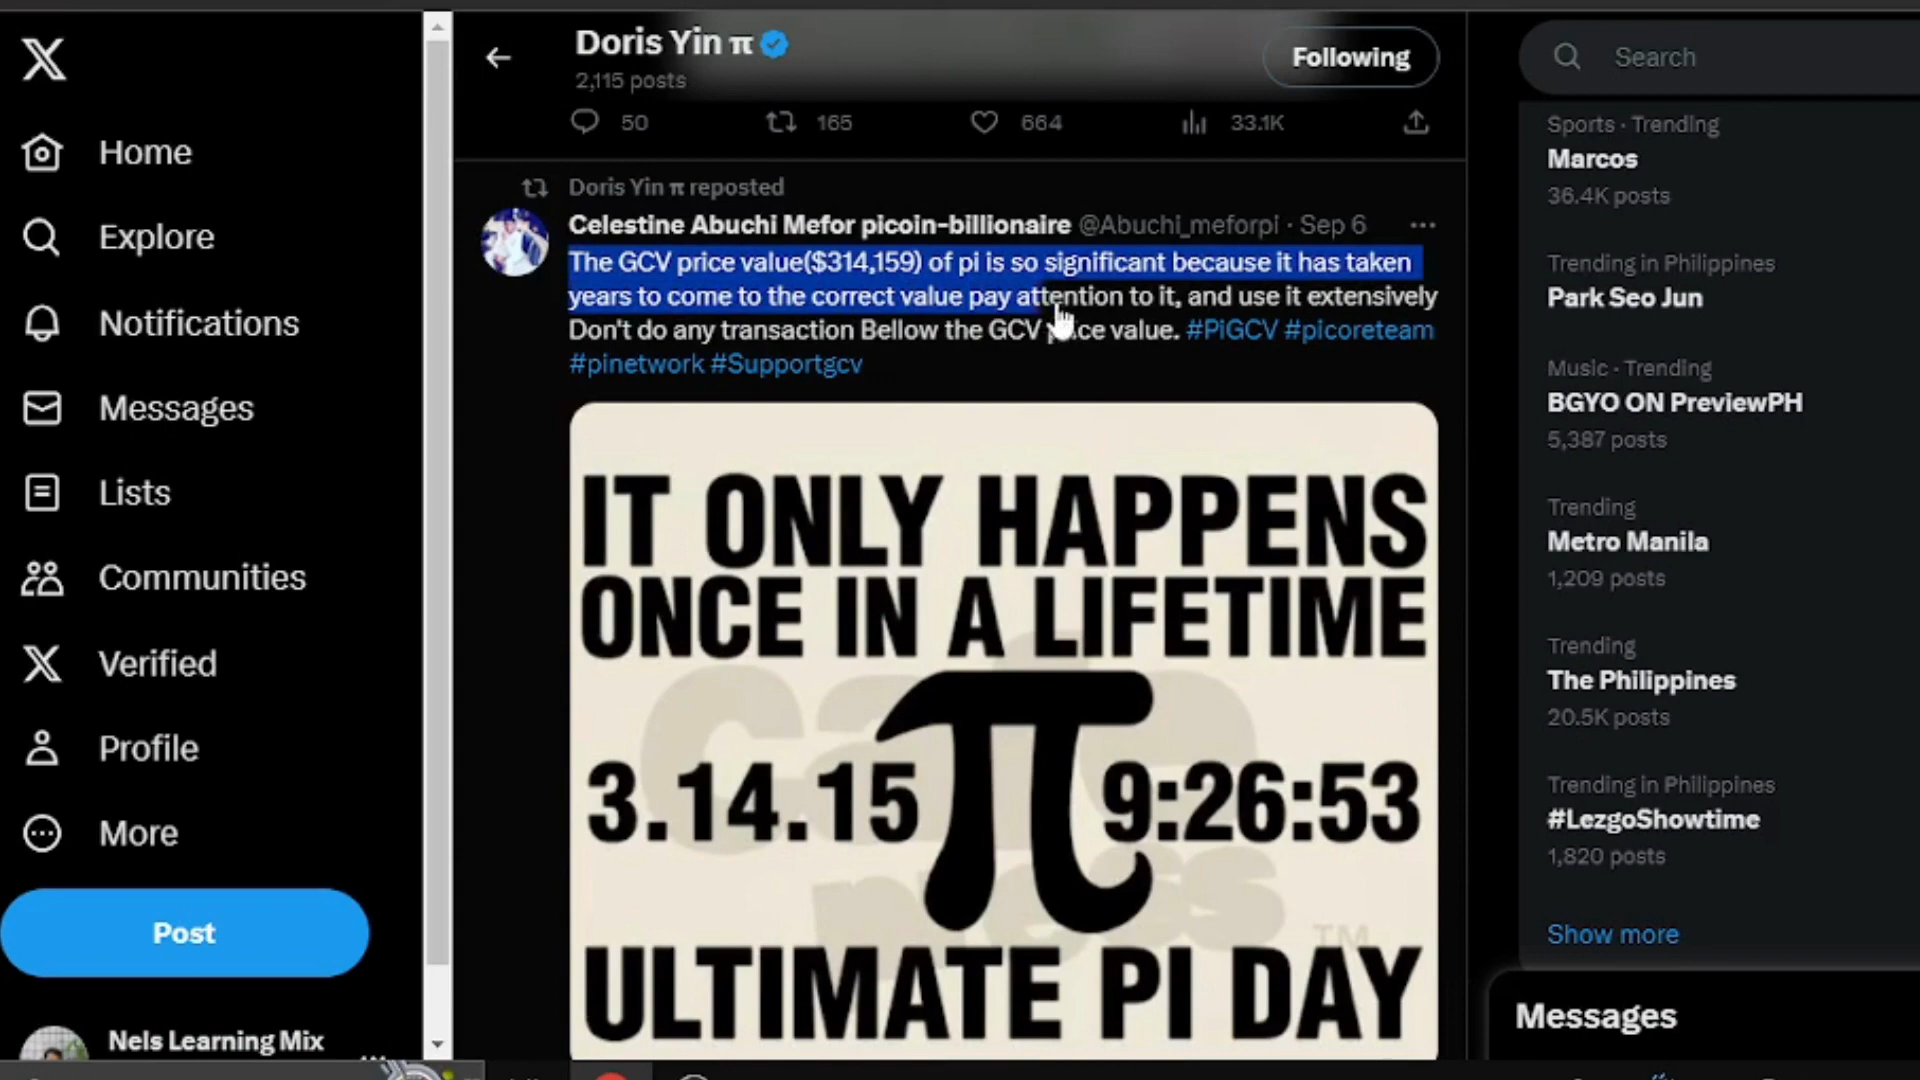 Home
Explore
Notifications
Messages
Lists
Communities
Verified
Profile
More
Post
Nels Learning Mix
Doris Yin π
2,115 posts
Following
50 165 664 33.1K
Doris Yin π reposted
Celestine Abuchi Mefor picoin-billionaire @Abuchi_meforpi · Sep 6
The GCV price value($314,159) of pi is so significant because it has taken
years to come to the correct value pay attention to it, and use it extensively
Don't do any transaction Bellow the GCV price value. #PiGCV #picoreteam
#pinetwork #Supportgcv
IT ONLY HAPPENS
ONCE IN A LIFETIME
3.14.15 π 9:26:53
ULTIMATE PI DAY
TM
Search
Sports · Trending
Marcos
36.4K posts
Trending in Philippines
Park Seo Jun
Music · Trending
BGYO ON PreviewPH
5,387 posts
Trending
Metro Manila
1,209 posts
Trending
The Philippines
20.5K posts
Trending in Philippines
#LezgoShowtime
1,820 posts
Show more
Messages